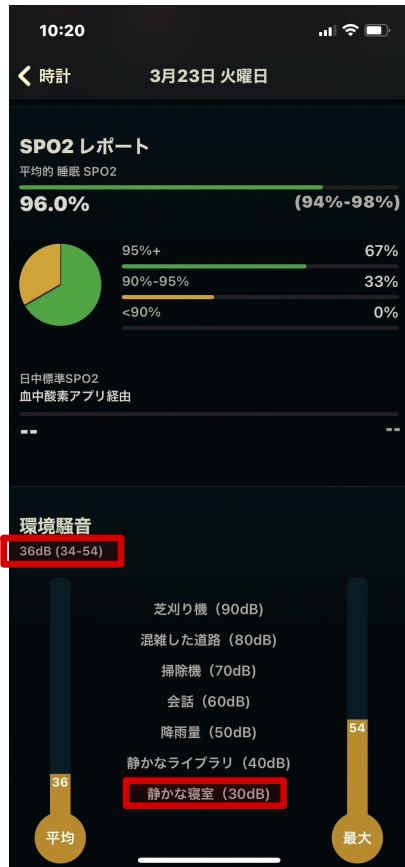 10:20
時計
3月23日 火曜日
SPO2 レポート
平均的 睡眠 SPO2
96.0% (94%-98%)
95%+ 67%
90%-95% 33%
<90% 0%
日中標準SPO2
血中酸素アプリ経由
-- --
環境騒音
36dB (34-54)
芝刈り機（90dB)
混雑した道路（80dB)
掃除機（70dB)
会話（60dB)
降雨量（50dB)
54
静かなライブラリ（40dB)
36
静かな寝室（30dB)
平均 最大